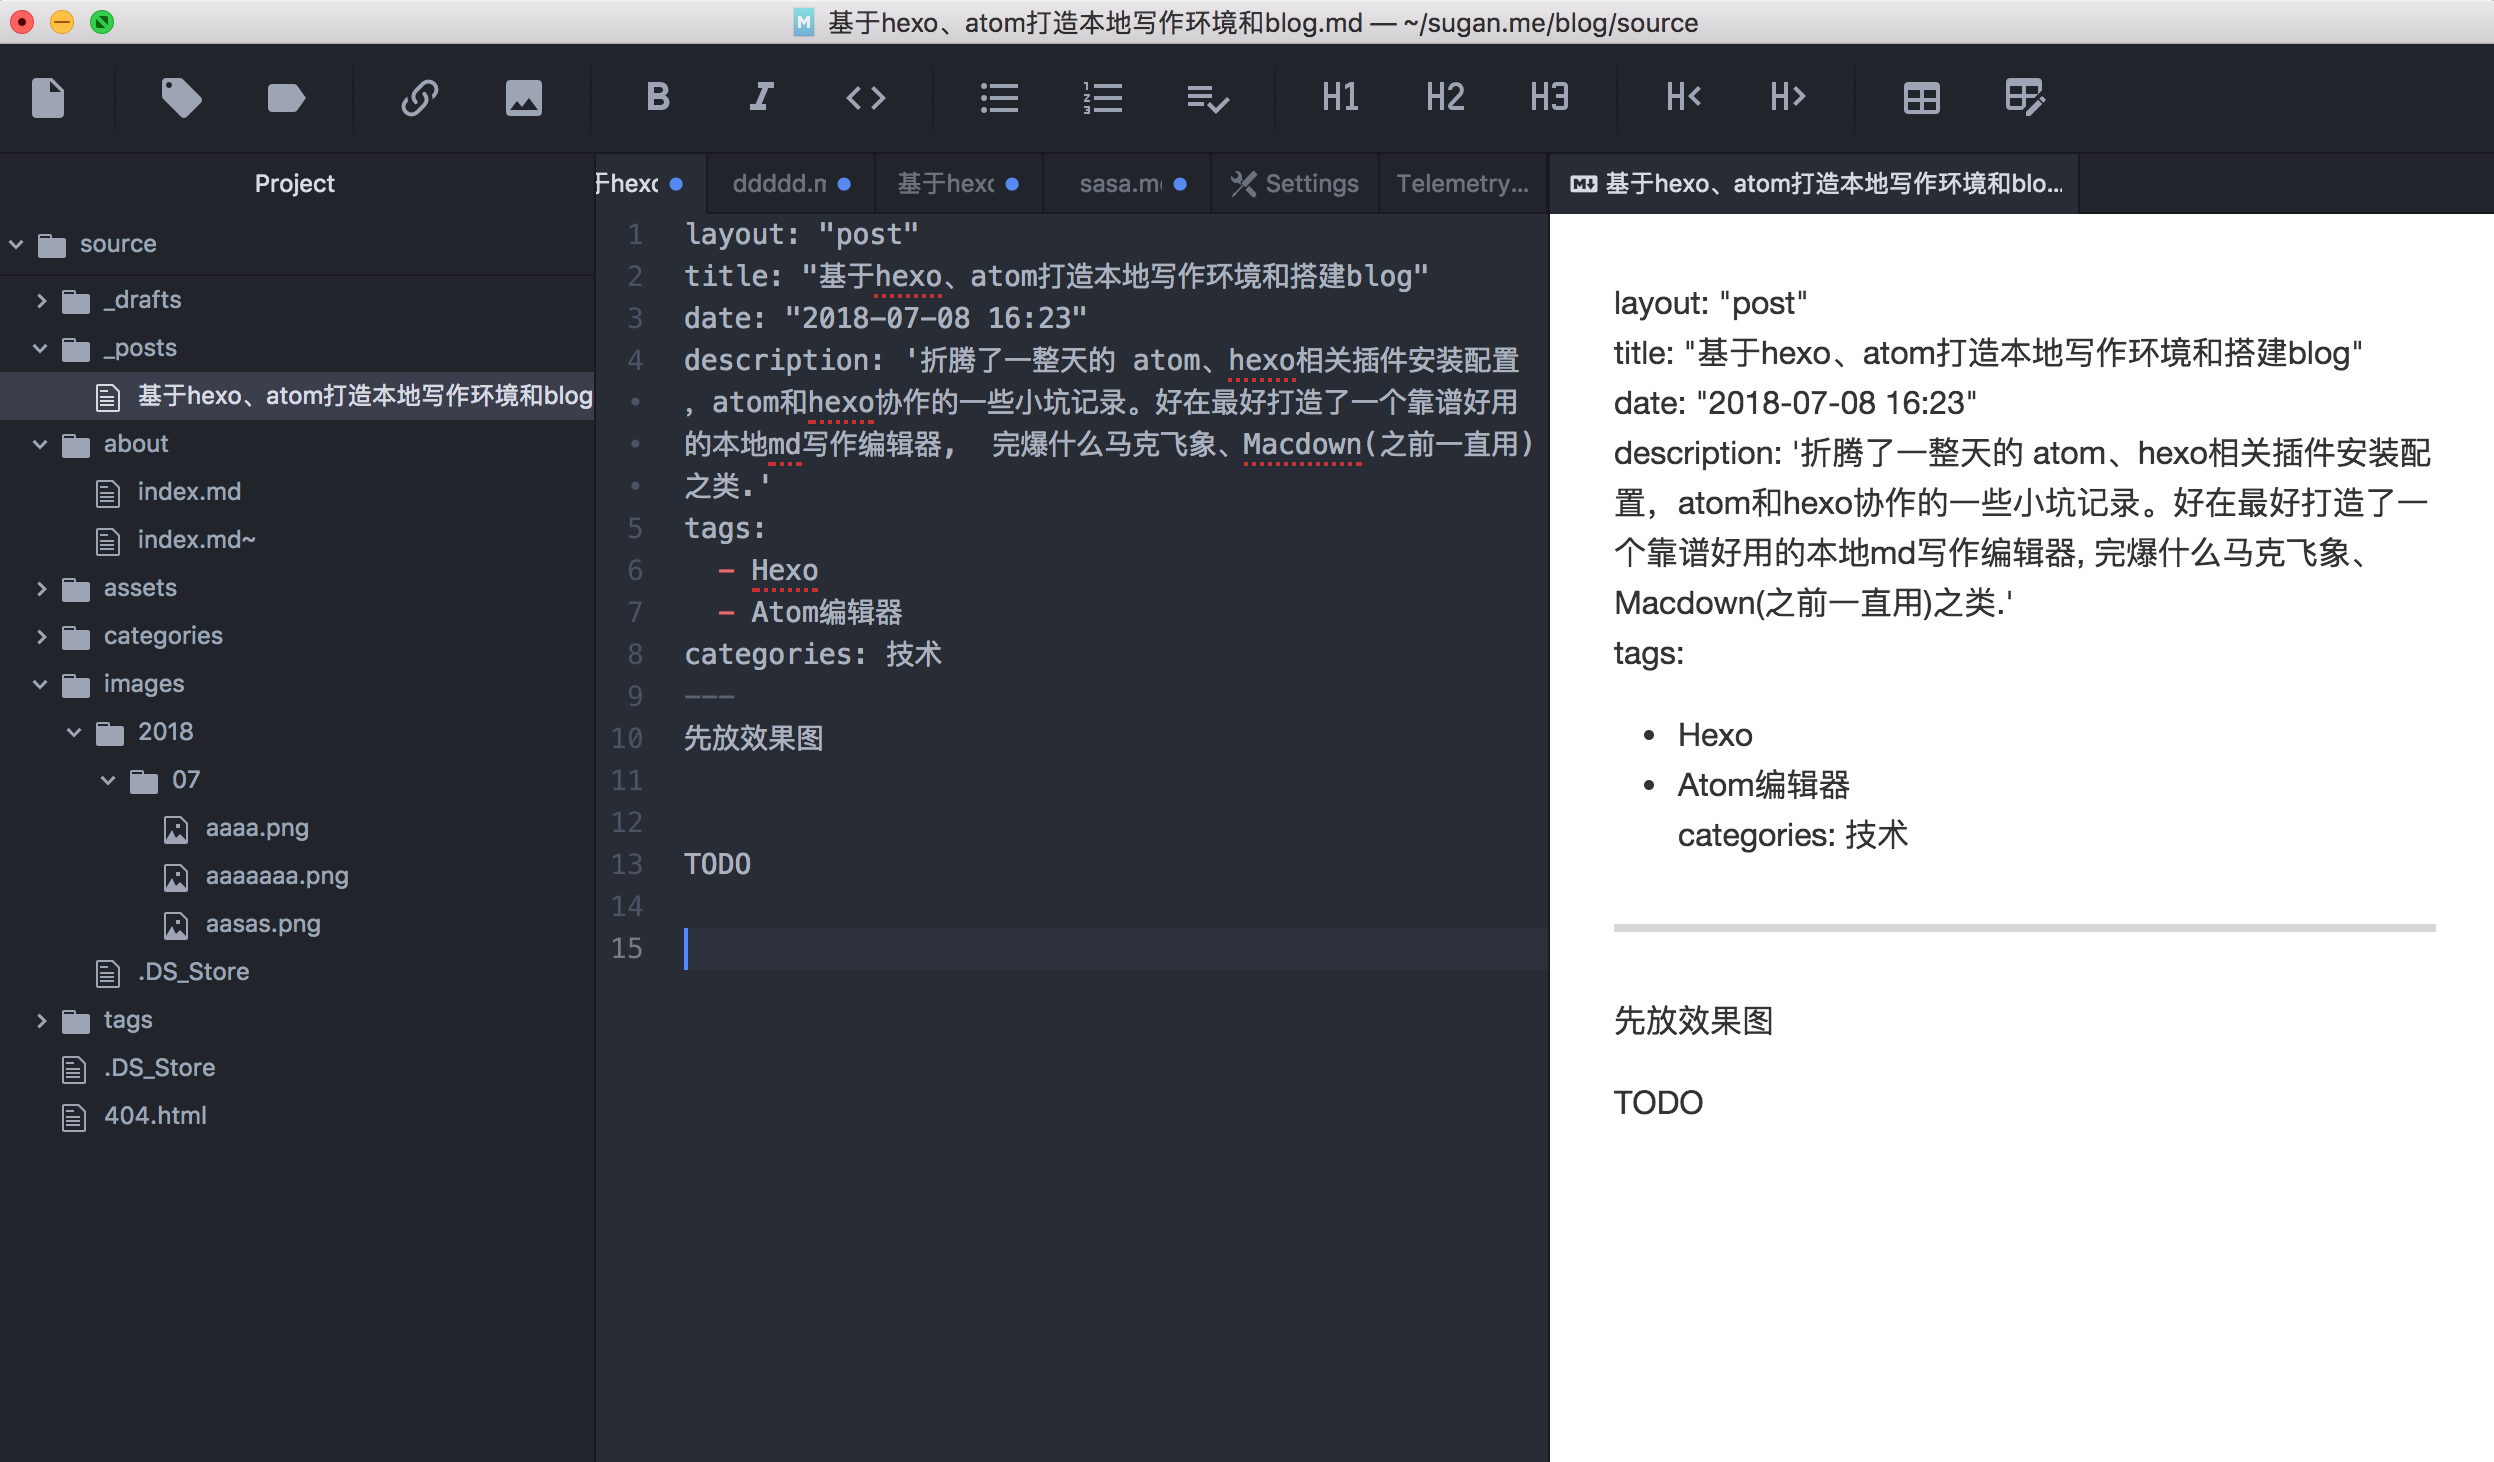 基于hexo、atom打造本地写作环境和blog.md — ~/sugan.me/blog/source
B I <> H1 H2 H3 H< H>
Project
于hexo
ddddd.m
基于hexo
sasa.m
Settings
Telemetry...
基于hexo、atom打造本地写作环境和blo...
source
_drafts
_posts
基于hexo、atom打造本地写作环境和blog
about
index.md
index.md~
assets
categories
images
2018
07
aaaa.png
aaaaaaa.png
aasas.png
.DS_Store
tags
.DS_Store
404.html
1 layout: "post"
2 title: "基于hexo、atom打造本地写作环境和搭建blog"
3 date: "2018-07-08 16:23"
4 description: '折腾了一整天的 atom、hexo相关插件安装配置
，atom和hexo协作的一些小坑记录。好在最好打造了一个靠谱好用
的本地md写作编辑器, 完爆什么马克飞象、Macdown(之前一直用)
之类.'
5 tags:
6 - Hexo
7 - Atom编辑器
8 categories: 技术
9 ---
10 先放效果图
11
12
13 TODO
14
15
layout: "post"
title: "基于hexo、atom打造本地写作环境和搭建blog"
date: "2018-07-08 16:23"
description: '折腾了一整天的 atom、hexo相关插件安装配
置，atom和hexo协作的一些小坑记录。好在最好打造了一
个靠谱好用的本地md写作编辑器, 完爆什么马克飞象、
Macdown(之前一直用)之类.'
tags:
• Hexo
• Atom编辑器
categories: 技术
先放效果图
TODO